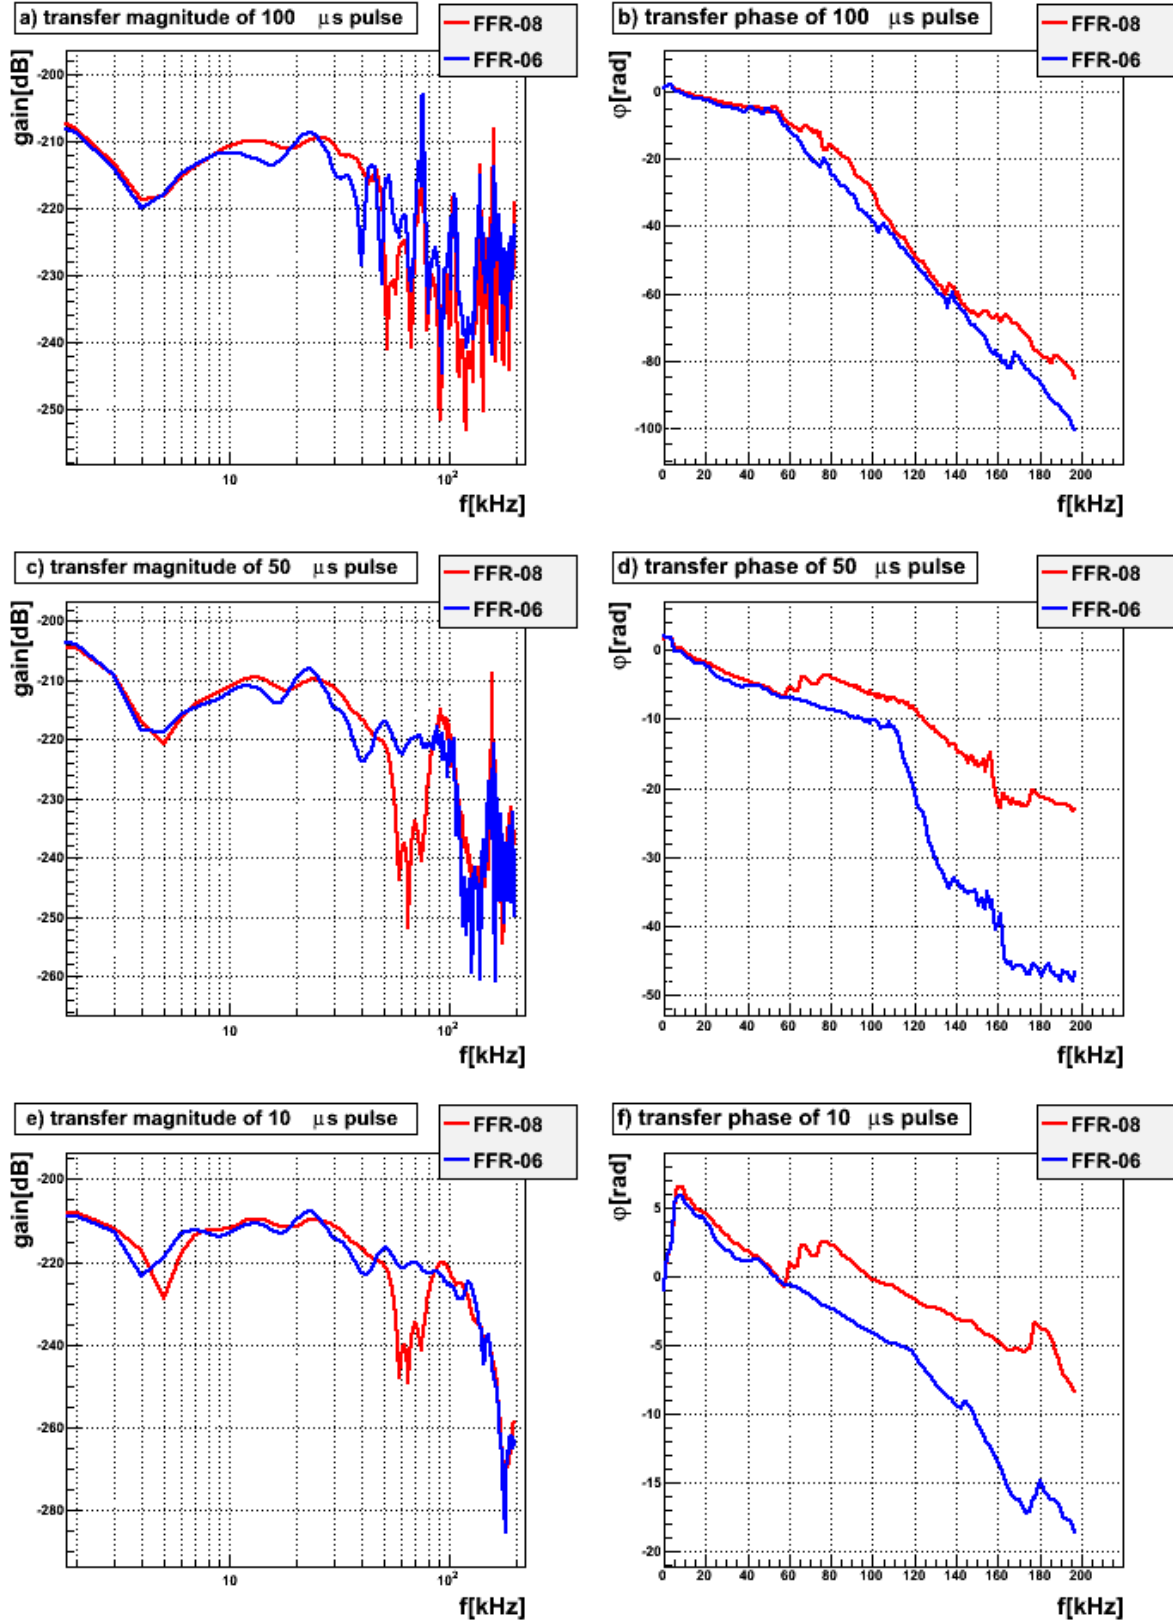 a) transfer magnitude of 100 μs pulse
FFR-08
FFR-06
gain[dB]
-200
-210
-220
-230
-240
-250
10
10²
f[kHz]
b) transfer phase of 100 μs pulse
FFR-08
FFR-06
φ[rad]
0
-20
-40
-60
-80
-100
0 20 40 60 80 100 120 140 160 180 200
f[kHz]
c) transfer magnitude of 50 μs pulse
FFR-08
FFR-06
gain[dB]
-200
-210
-220
-230
-240
-250
-260
10
10²
f[kHz]
d) transfer phase of 50 μs pulse
FFR-08
FFR-06
φ[rad]
0
-10
-20
-30
-40
-50
0 20 40 60 80 100 120 140 160 180 200
f[kHz]
e) transfer magnitude of 10 μs pulse
FFR-08
FFR-06
gain[dB]
-200
-220
-240
-260
-280
10
10²
f[kHz]
f) transfer phase of 10 μs pulse
FFR-08
FFR-06
φ[rad]
5
0
-5
-10
-15
-20
0 20 40 60 80 100 120 140 160 180 200
f[kHz]